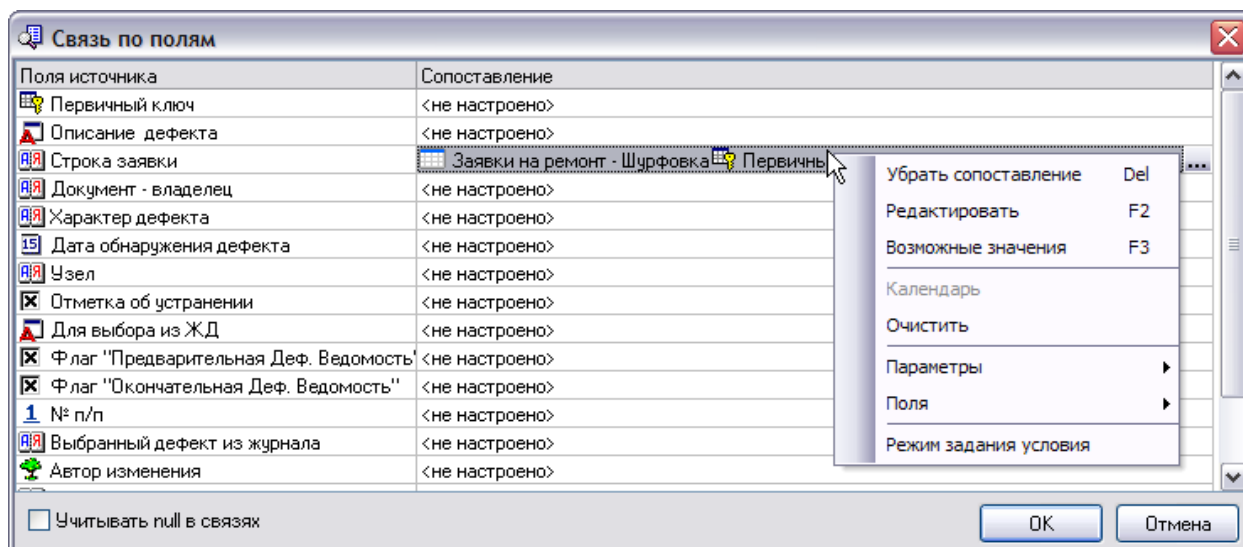 Связь по полям
Поля источника Сопоставление
Первичный ключ <не настроено>
Описание дефекта <не настроено>
Строка заявки Заявки на ремонт - Шурфовка Первичны ...
Документ - владелец <не настроено>
Характер дефекта <не настроено>
15 Дата обнаружения дефекта <не настроено>
Узел <не настроено>
Отметка об устранении <не настроено>
Для выбора из ЖД <не настроено>
Флаг "Предварительная Деф. Ведомость" <не настроено>
Флаг "Окончательная Деф. Ведомость" <не настроено>
1 № п/п <не настроено>
Выбранный дефект из журнала <не настроено>
Автор изменения <не настроено>
Убрать сопоставление Del
Редактировать F2
Возможные значения F3
Календарь
Очистить
Параметры
Поля
Режим задания условия
Учитывать null в связях
OK Отмена